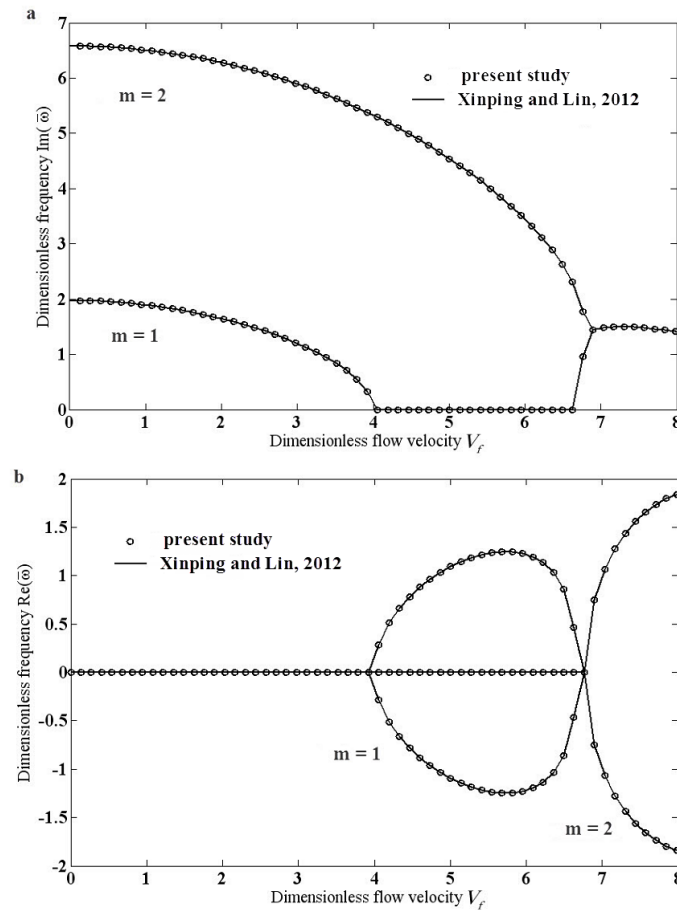 a
7
6
5
4
3
2
1
0
Dimensionless frequency Im(ω̄)
present study
Xinping and Lin, 2012
m = 2
m = 1
0 1 2 3 4 5 6 7 8
Dimensionless flow velocity V_f
b
2
1.5
1
0.5
0
-0.5
-1
-1.5
-2
Dimensionless frequency Re(ω̄)
present study
Xinping and Lin, 2012
m = 1
m = 2
0 1 2 3 4 5 6 7 8
Dimensionless flow velocity V_f